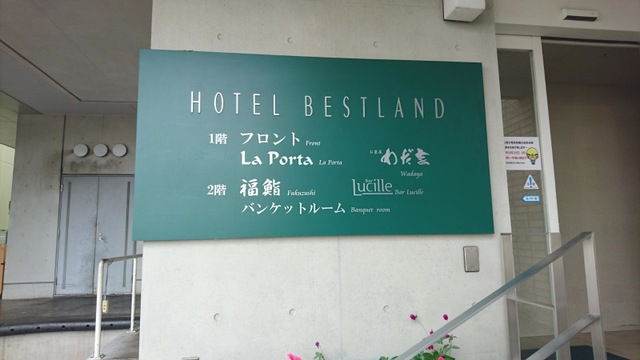 HOTEL BESTLAND
1階 フロント Front
La Porta La Porta
わだ家 Wadaya
2階 福鮨 Fukuzushi
Lucille Bar Lucille
バンケットルーム Banquet room